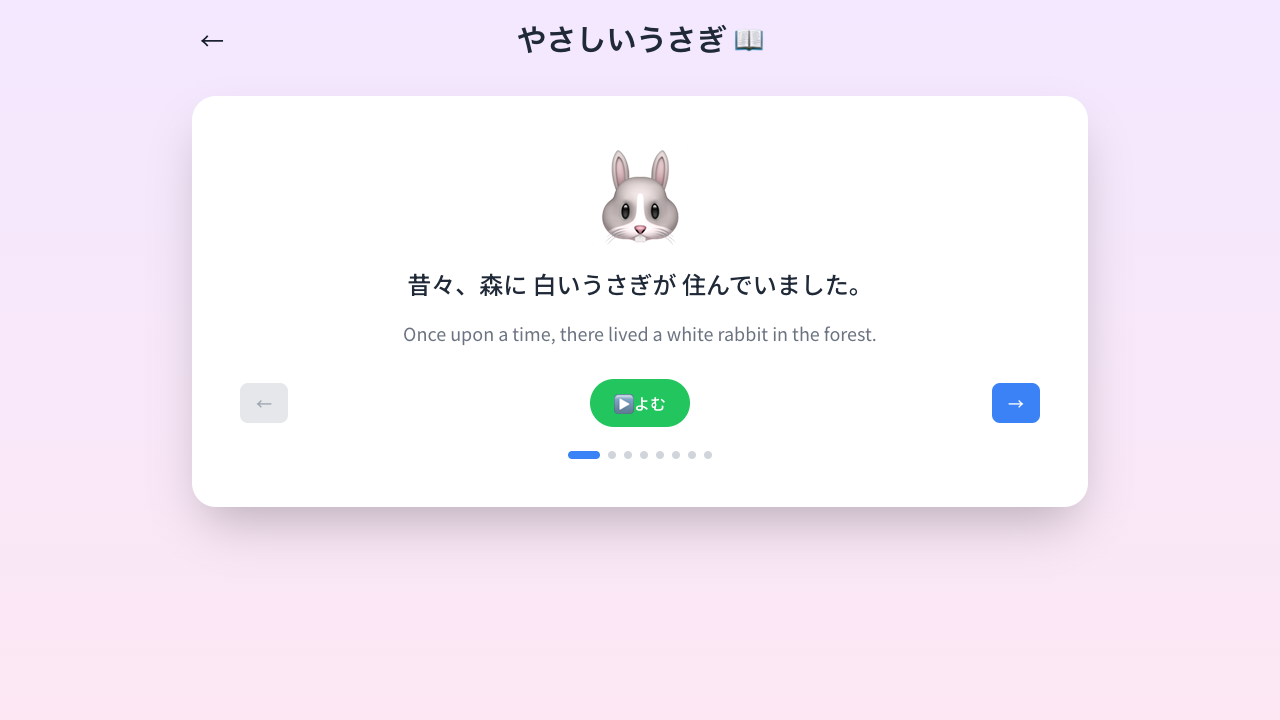 ← やさしいうさぎ 📖
昔々、森に 白いうさぎが 住んでいました。
Once upon a time, there lived a white rabbit in the forest.
← ▶️よむ →